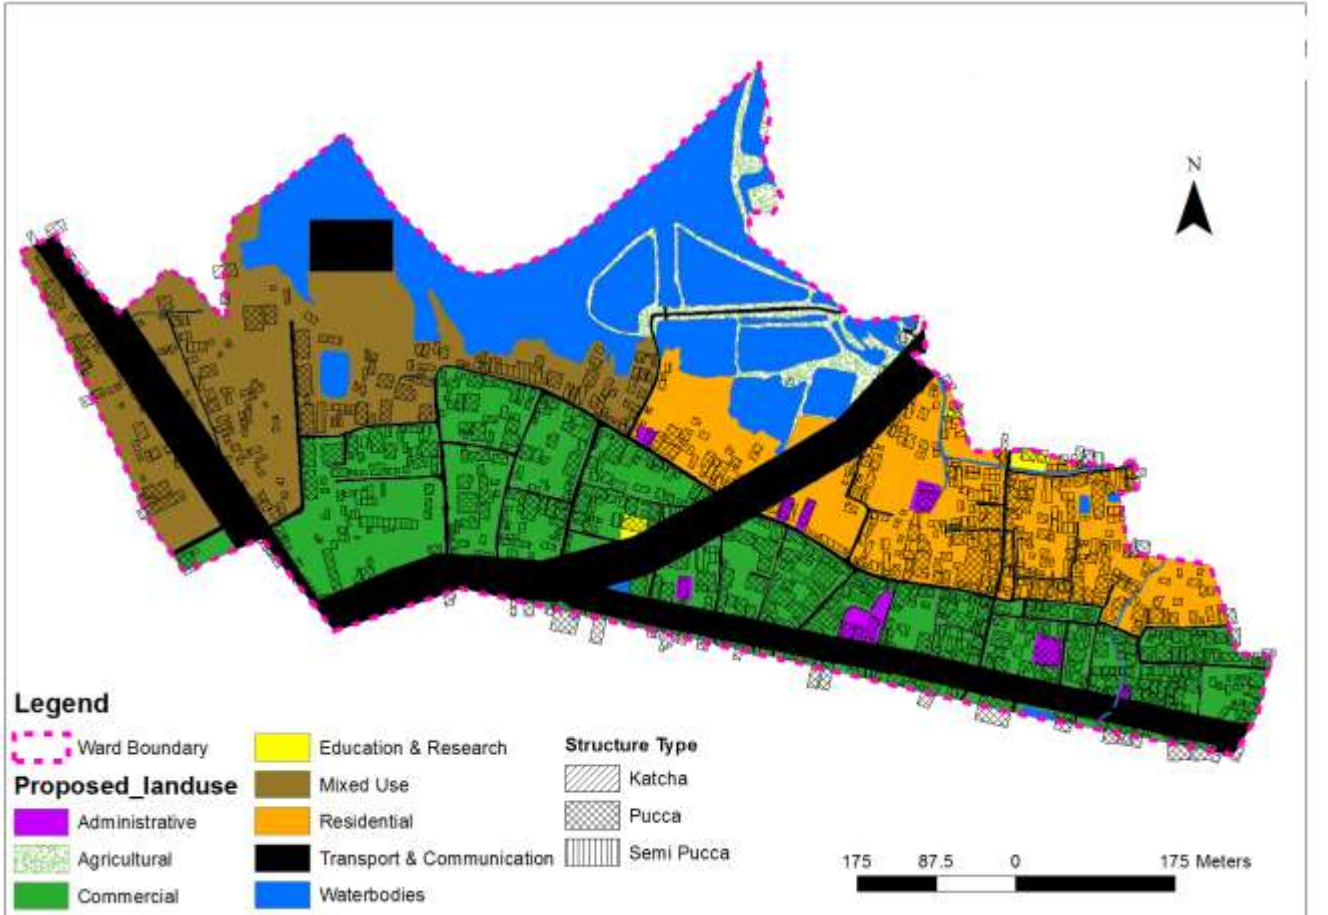 N
Legend
Ward Boundary
Proposed_landuse
Administrative
Agricultural
Commercial
Education & Research
Mixed Use
Residential
Transport & Communication
Waterbodies
Structure Type
Katcha
Pucca
Semi Pucca
175 87.5 0 175 Meters